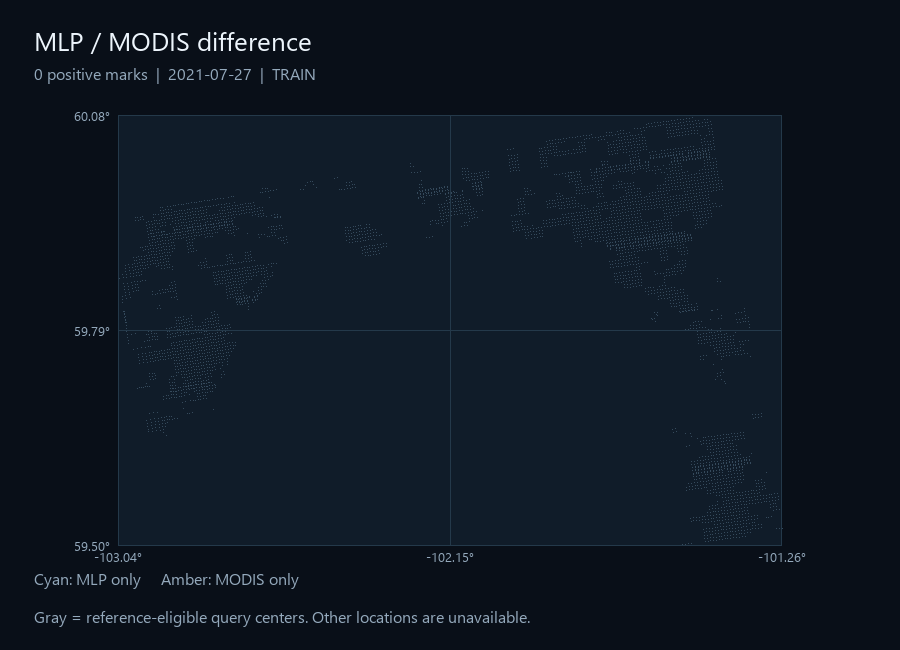 MLP / MODIS difference
0 positive marks | 2021-07-27 | TRAIN
60.08°
59.79°
59.50°
-103.04°
-102.15°
-101.26°
Cyan: MLP only Amber: MODIS only
Gray = reference-eligible query centers. Other locations are unavailable.